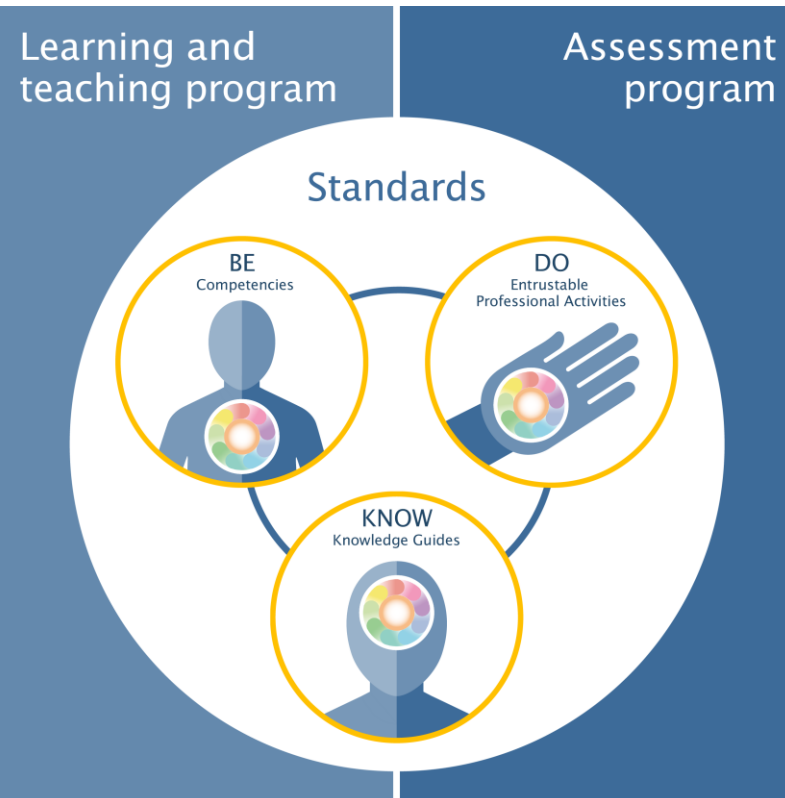 Learning and
teaching program
Assessment
program
Standards
BE
Competencies
DO
Entrustable
Professional Activities
KNOW
Knowledge Guides